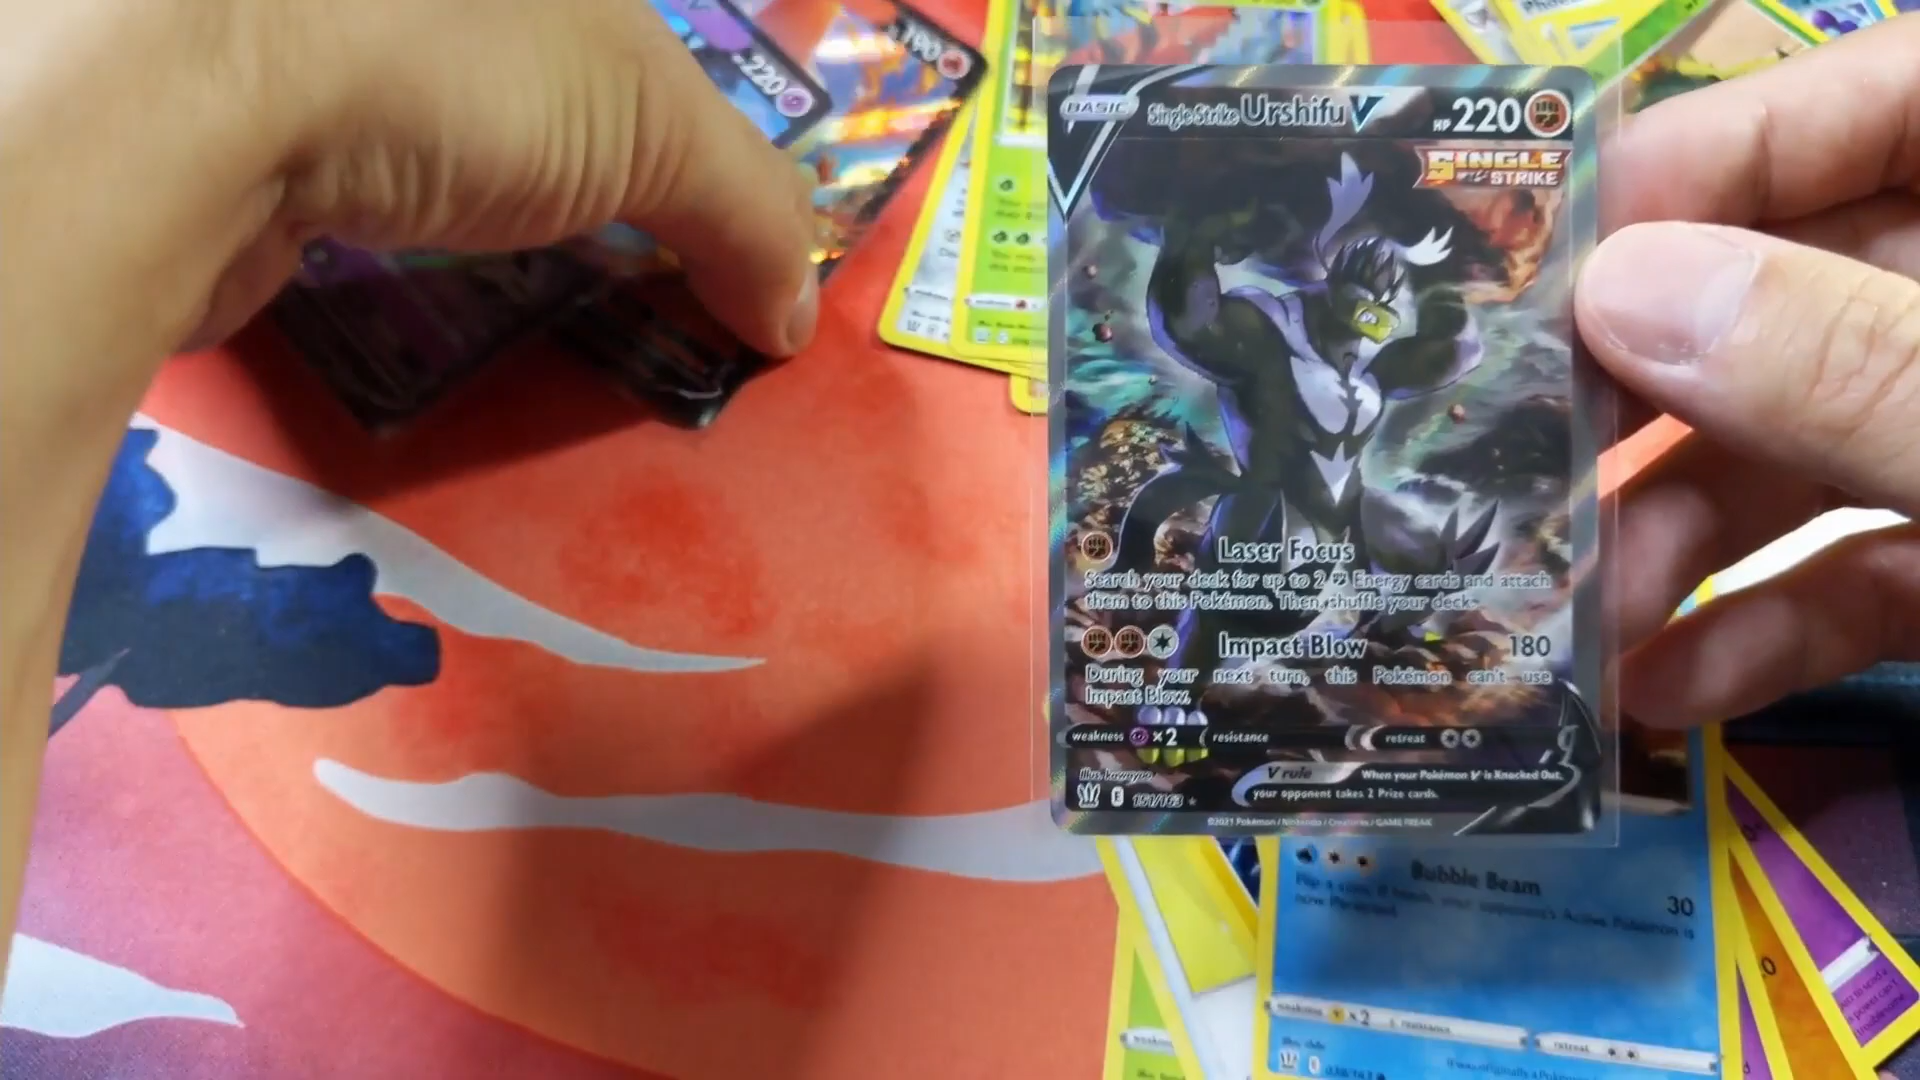 V
220
190
BASIC
Single Strike Urshifu V
HP 220
SINGLE
STRIKE
Laser Focus
Search your deck for up to 2 Energy cards and attach
them to this Pokémon. Then, shuffle your deck.
Impact Blow 180
During your next turn, this Pokémon can't use
Impact Blow.
weakness ×2 resistance retreat
Illus. kawayoo
V rule When your Pokémon V is Knocked Out,
your opponent takes 2 Prize cards.
E 151/163
©2021 Pokémon / Nintendo / Creatures / GAME FREAK
Bubble Beam 30
Flip a coin. If heads, your opponent's Active Pokémon is
now Paralyzed.
weakness ×2 resistance retreat